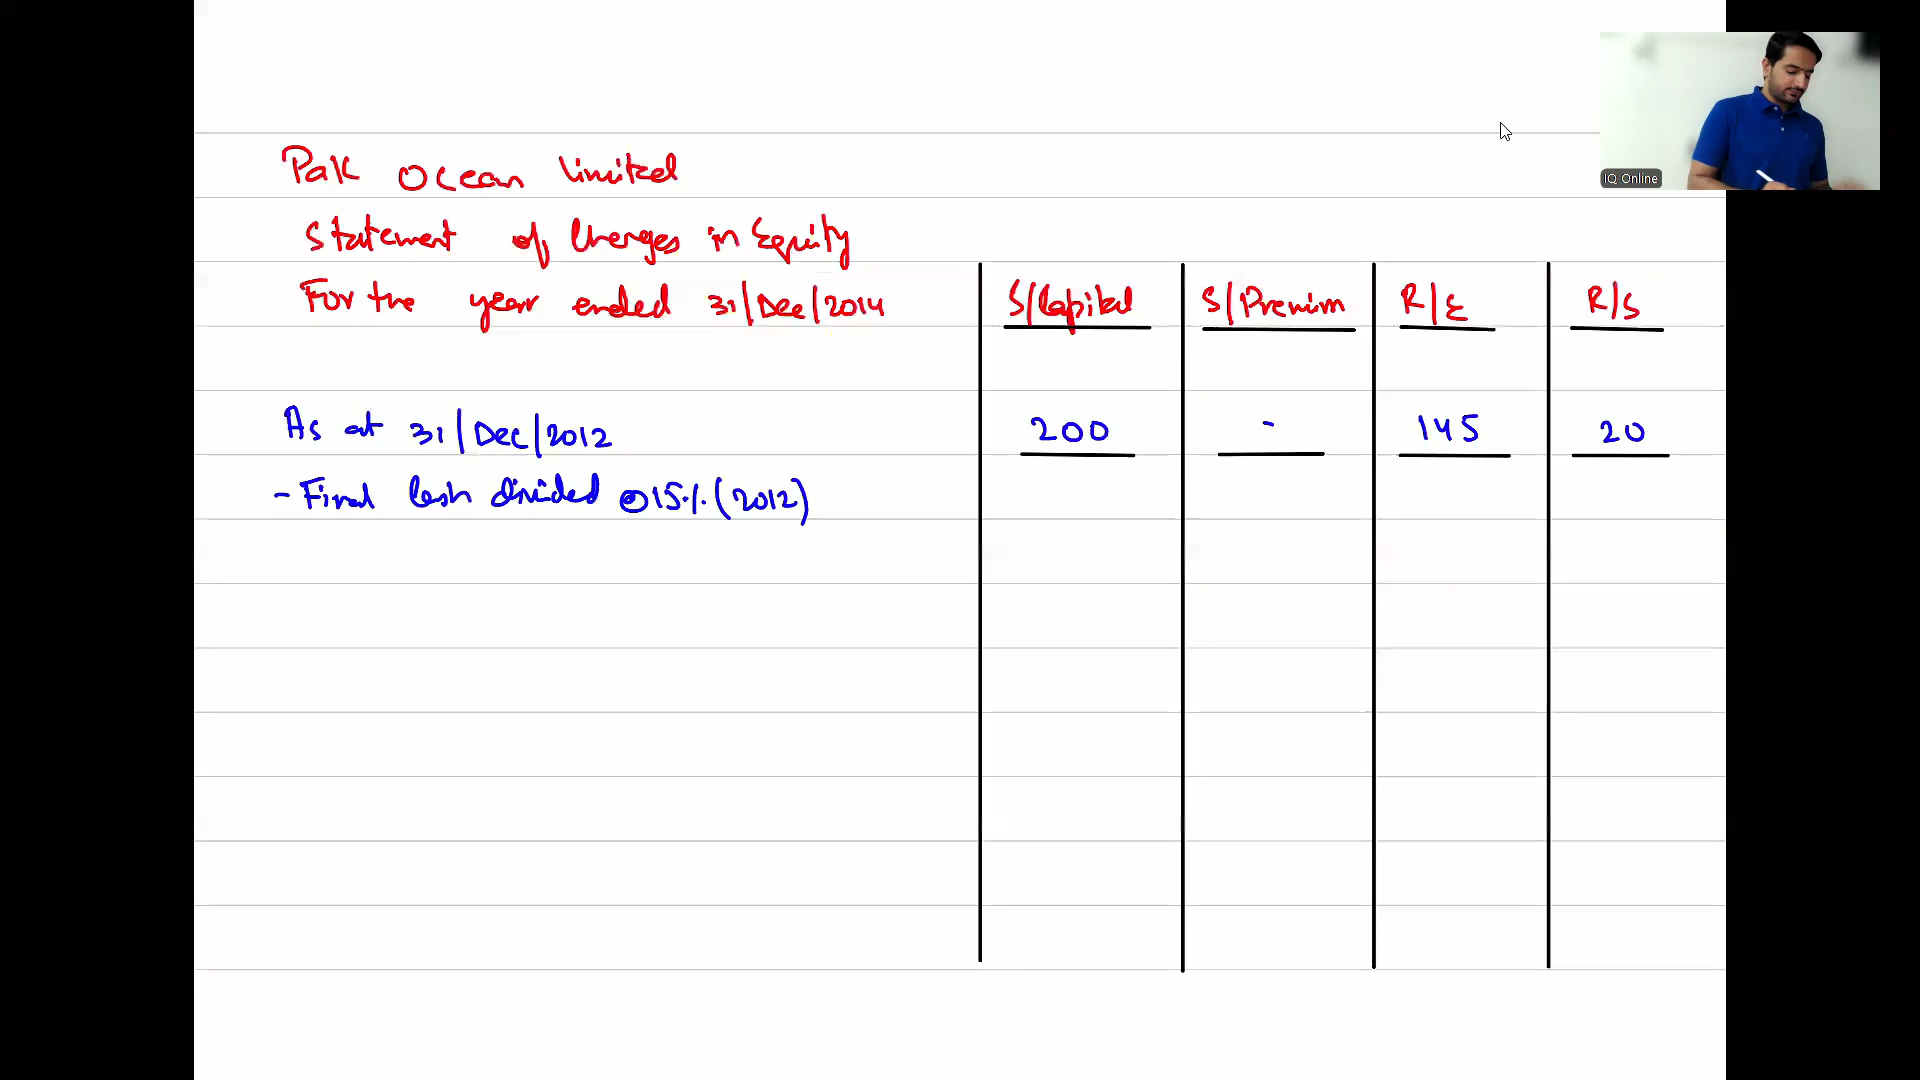 IQ Online
Pak Ocean Limited
Statement of Changes in Equity
For the year ended 31/Dec/2014 S/Capital S/Premium R/E R/S
As at 31/Dec/2012 200 - 145 20
- Final Cash divided @15% (2012)